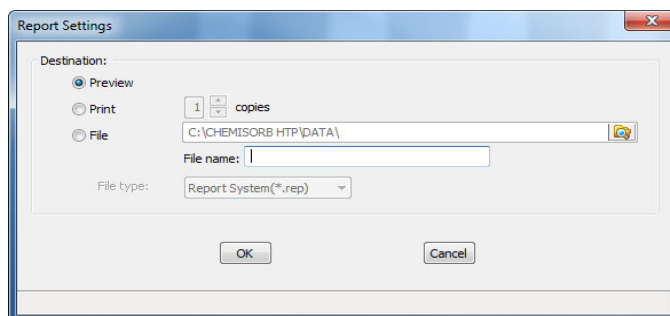 Report Settings
Destination:
Preview
Print 1 copies
File C:\CHEMISORB HTP\DATA\
File name:
File type: Report System(*.rep)
OK Cancel